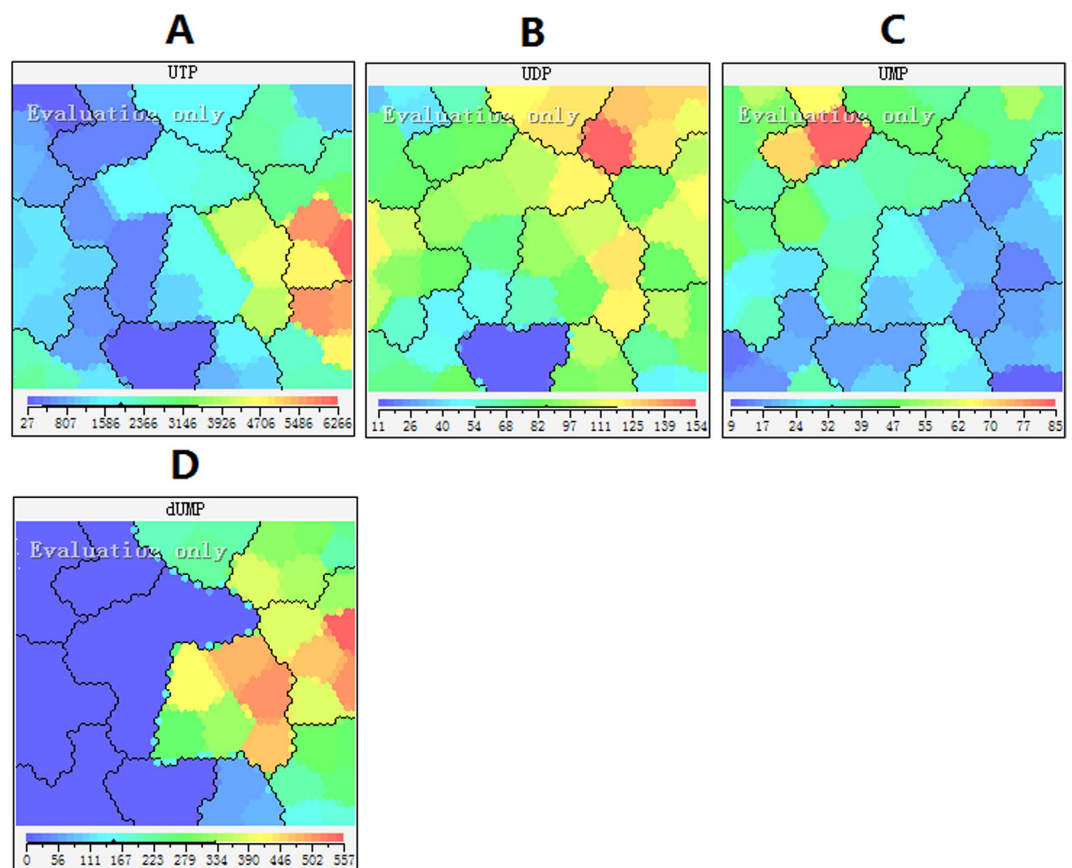 A
B
C
UTP
UDP
UMP
Evaluation only
Evaluation only
Evaluation only
27 807 1586 2366 3146 3926 4706 5486 6266
11 26 40 54 68 82 97 111 125 139 154
9 17 24 32 39 47 55 62 70 77 85
D
dUMP
Evaluation only
0 56 111 167 223 279 334 390 446 502 557